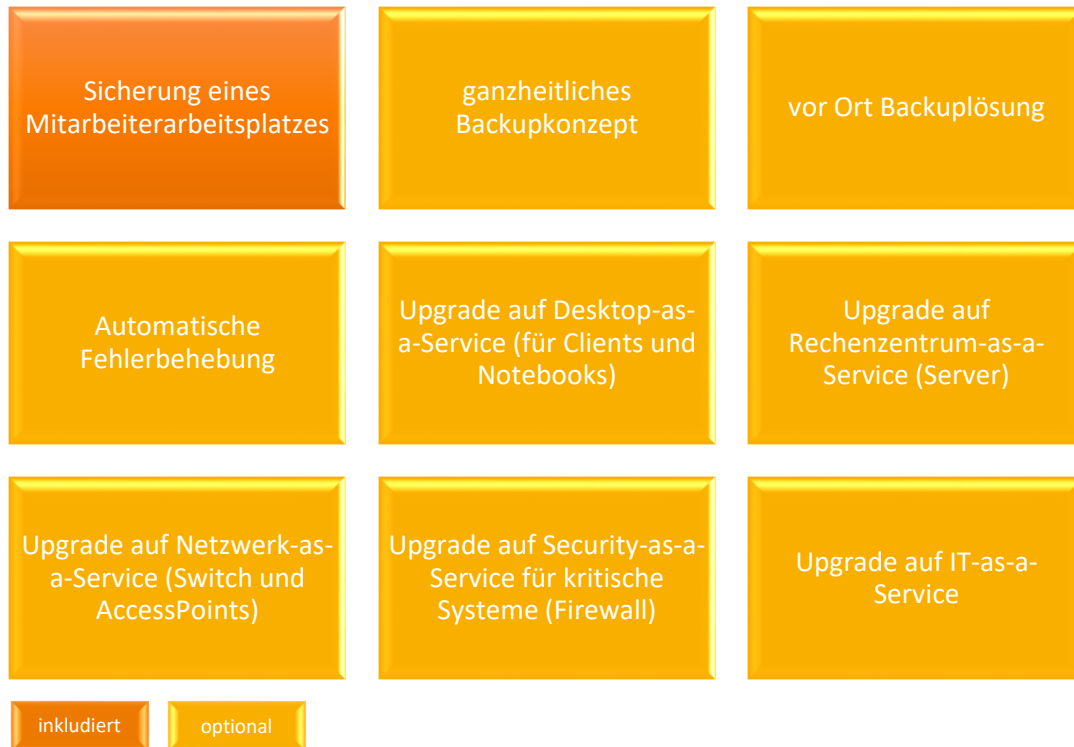 Sicherung eines
Mitarbeiterarbeitsplatzes
ganzheitliches
Backupkonzept
vor Ort Backuplösung
Automatische
Fehlerbehebung
Upgrade auf Desktop-as-
a-Service (für Clients und
Notebooks)
Upgrade auf
Rechenzentrum-as-a-
Service (Server)
Upgrade auf Netzwerk-as-
a-Service (Switch und
AccessPoints)
Upgrade auf Security-as-a-
Service für kritische
Systeme (Firewall)
Upgrade auf IT-as-a-
Service
inkludiert
optional